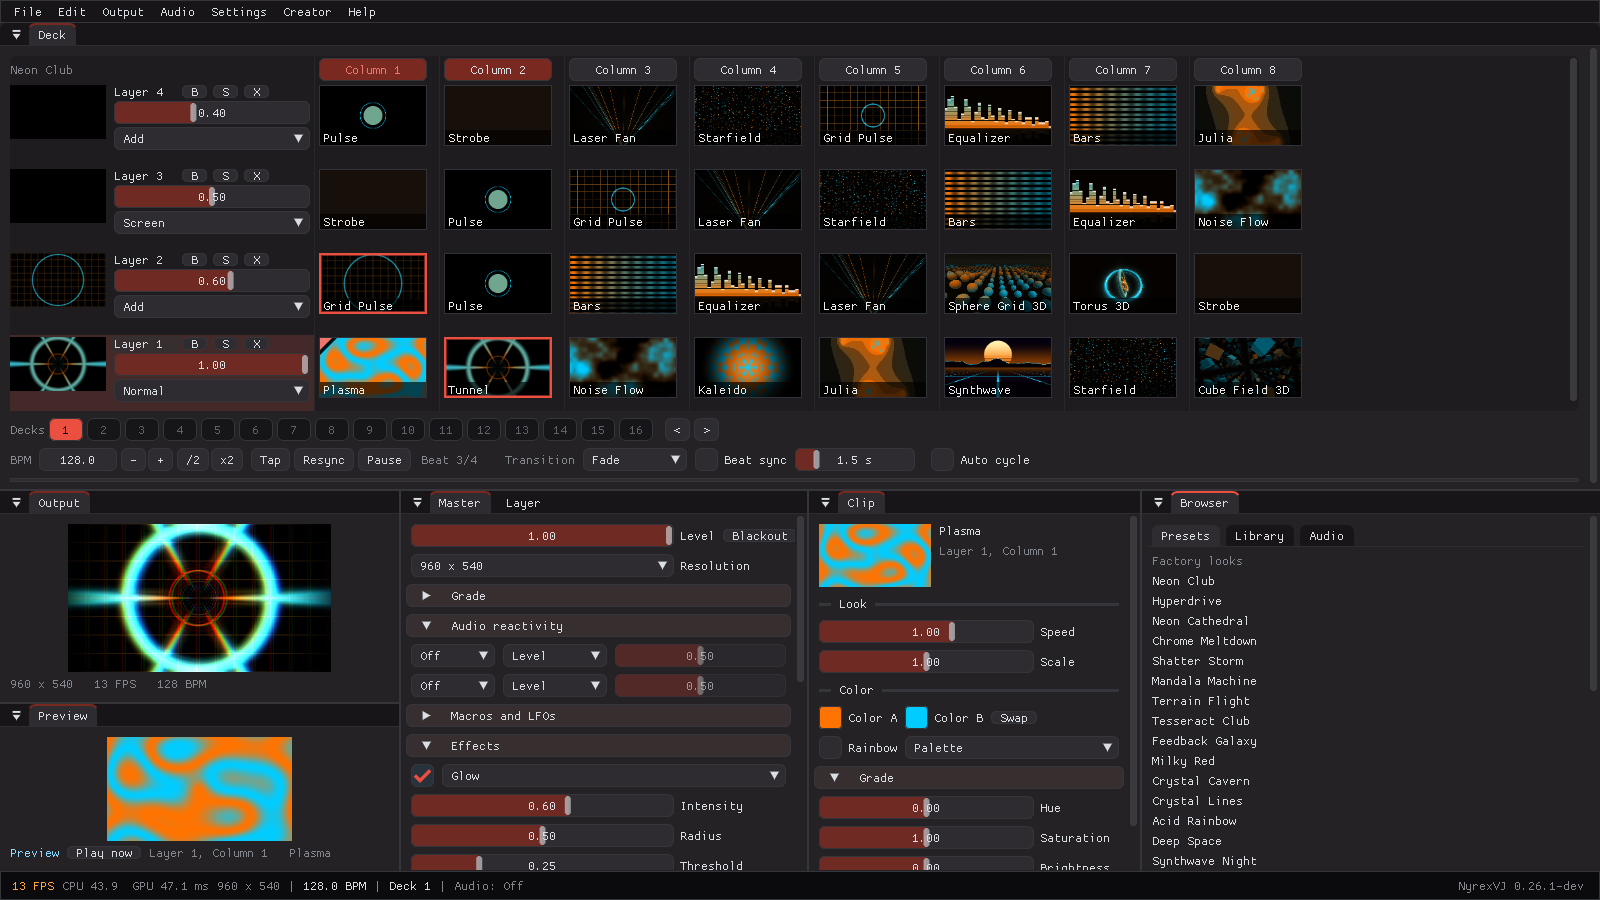 File Edit Output Audio Settings Creator Help
Deck
Neon Club Column 1 Column 2 Column 3 Column 4 Column 5 Column 6 Column 7 Column 8
Layer 4 B S X
0.40
Add
Pulse Strobe Laser Fan Starfield Grid Pulse Equalizer Bars Julia
Layer 3 B S X
0.50
Screen
Strobe Pulse Grid Pulse Laser Fan Starfield Bars Equalizer Noise Flow
Layer 2 B S X
0.60
Add
Grid Pulse Pulse Bars Equalizer Laser Fan Sphere Grid 3D Torus 3D Strobe
Layer 1 B S X
1.00
Normal
Plasma Tunnel Noise Flow Kaleido Julia Synthwave Starfield Cube Field 3D
Decks 1 2 3 4 5 6 7 8 9 10 11 12 13 14 15 16 < >
BPM 128.0 - + /2 x2 Tap Resync Pause Beat 3/4 Transition Fade Beat sync 1.5 s Auto cycle
Output
960 x 540 13 FPS 128 BPM
Preview
Preview Play now Layer 1, Column 1 Plasma
Master Layer
1.00 Level Blackout
960 x 540 Resolution
Grade
Audio reactivity
Off Level 0.50
Off Level 0.50
Macros and LFOs
Effects
Glow
0.60 Intensity
0.50 Radius
0.25 Threshold
Clip
Plasma
Layer 1, Column 1
Look
1.00 Speed
1.00 Scale
Color
Color A Color B Swap
Rainbow Palette
Grade
0.00 Hue
1.00 Saturation
0.00 Brightness
Browser
Presets Library Audio
Factory looks
Neon Club
Hyperdrive
Neon Cathedral
Chrome Meltdown
Shatter Storm
Mandala Machine
Terrain Flight
Tesseract Club
Feedback Galaxy
Milky Red
Crystal Cavern
Crystal Lines
Acid Rainbow
Deep Space
Synthwave Night
13 FPS CPU 43.9 GPU 47.1 ms 960 x 540 | 128.0 BPM | Deck 1 | Audio: Off NyrexVJ 0.26.1-dev